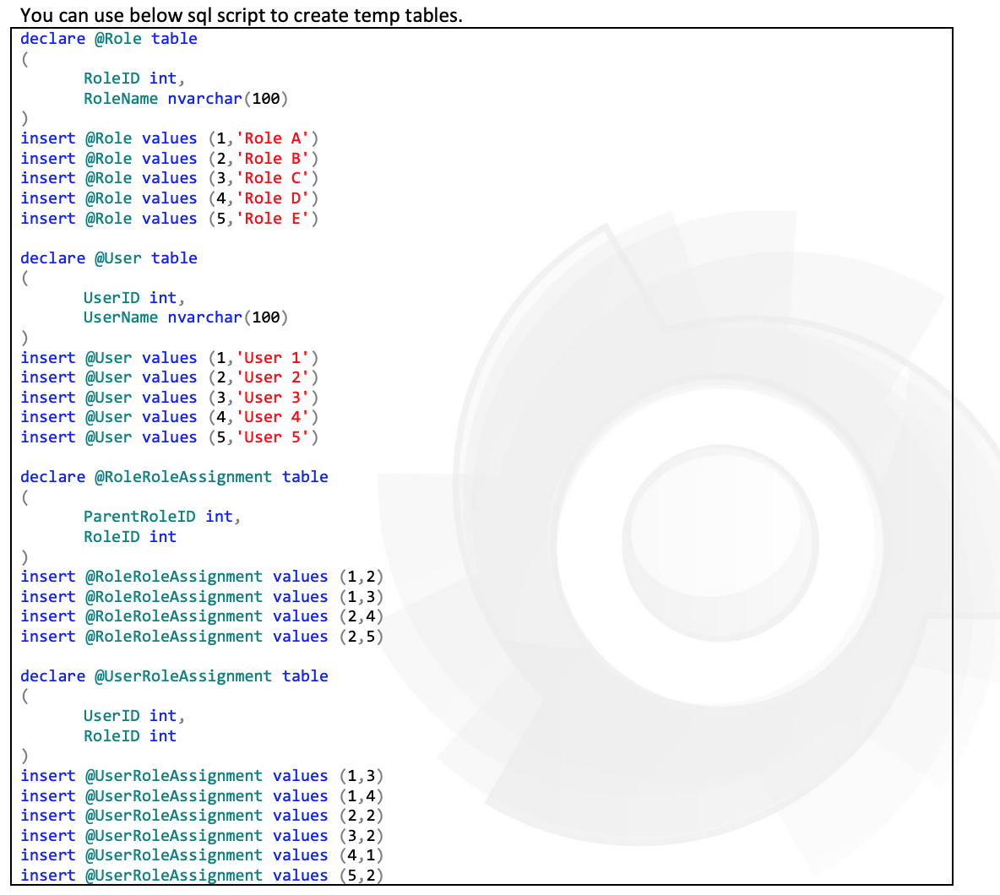 You can use below sql script to create temp tables.
declare @Role table
(
RoleID int,
RoleName nvarchar(100)
)
insert @Role values (1,'Role A')
insert @Role values (2,'Role B')
insert @Role values (3,'Role C')
insert @Role values (4,'Role D')
insert @Role values (5,'Role E')
declare @User table
(
UserID int,
UserName nvarchar(100)
)
insert @User values (1,'User 1')
insert @User values (2,'User 2')
insert @User values (3,'User 3')
insert @User values (4,'User 4')
insert @User values (5,'User 5')
declare @RoleRoleAssignment table
(
ParentRoleID int,
RoleID int
)
insert @RoleRoleAssignment values (1,2)
insert @RoleRoleAssignment values (1,3)
insert @RoleRoleAssignment values (2,4)
insert @RoleRoleAssignment values (2,5)
declare @UserRoleAssignment table
(
UserID int,
RoleID int
)
insert @UserRoleAssignment values (1,3)
insert @UserRoleAssignment values (1,4)
insert @UserRoleAssignment values (2,2)
insert @UserRoleAssignment values (3,2)
insert @UserRoleAssignment values (4,1)
insert @UserRoleAssignment values (5,2)